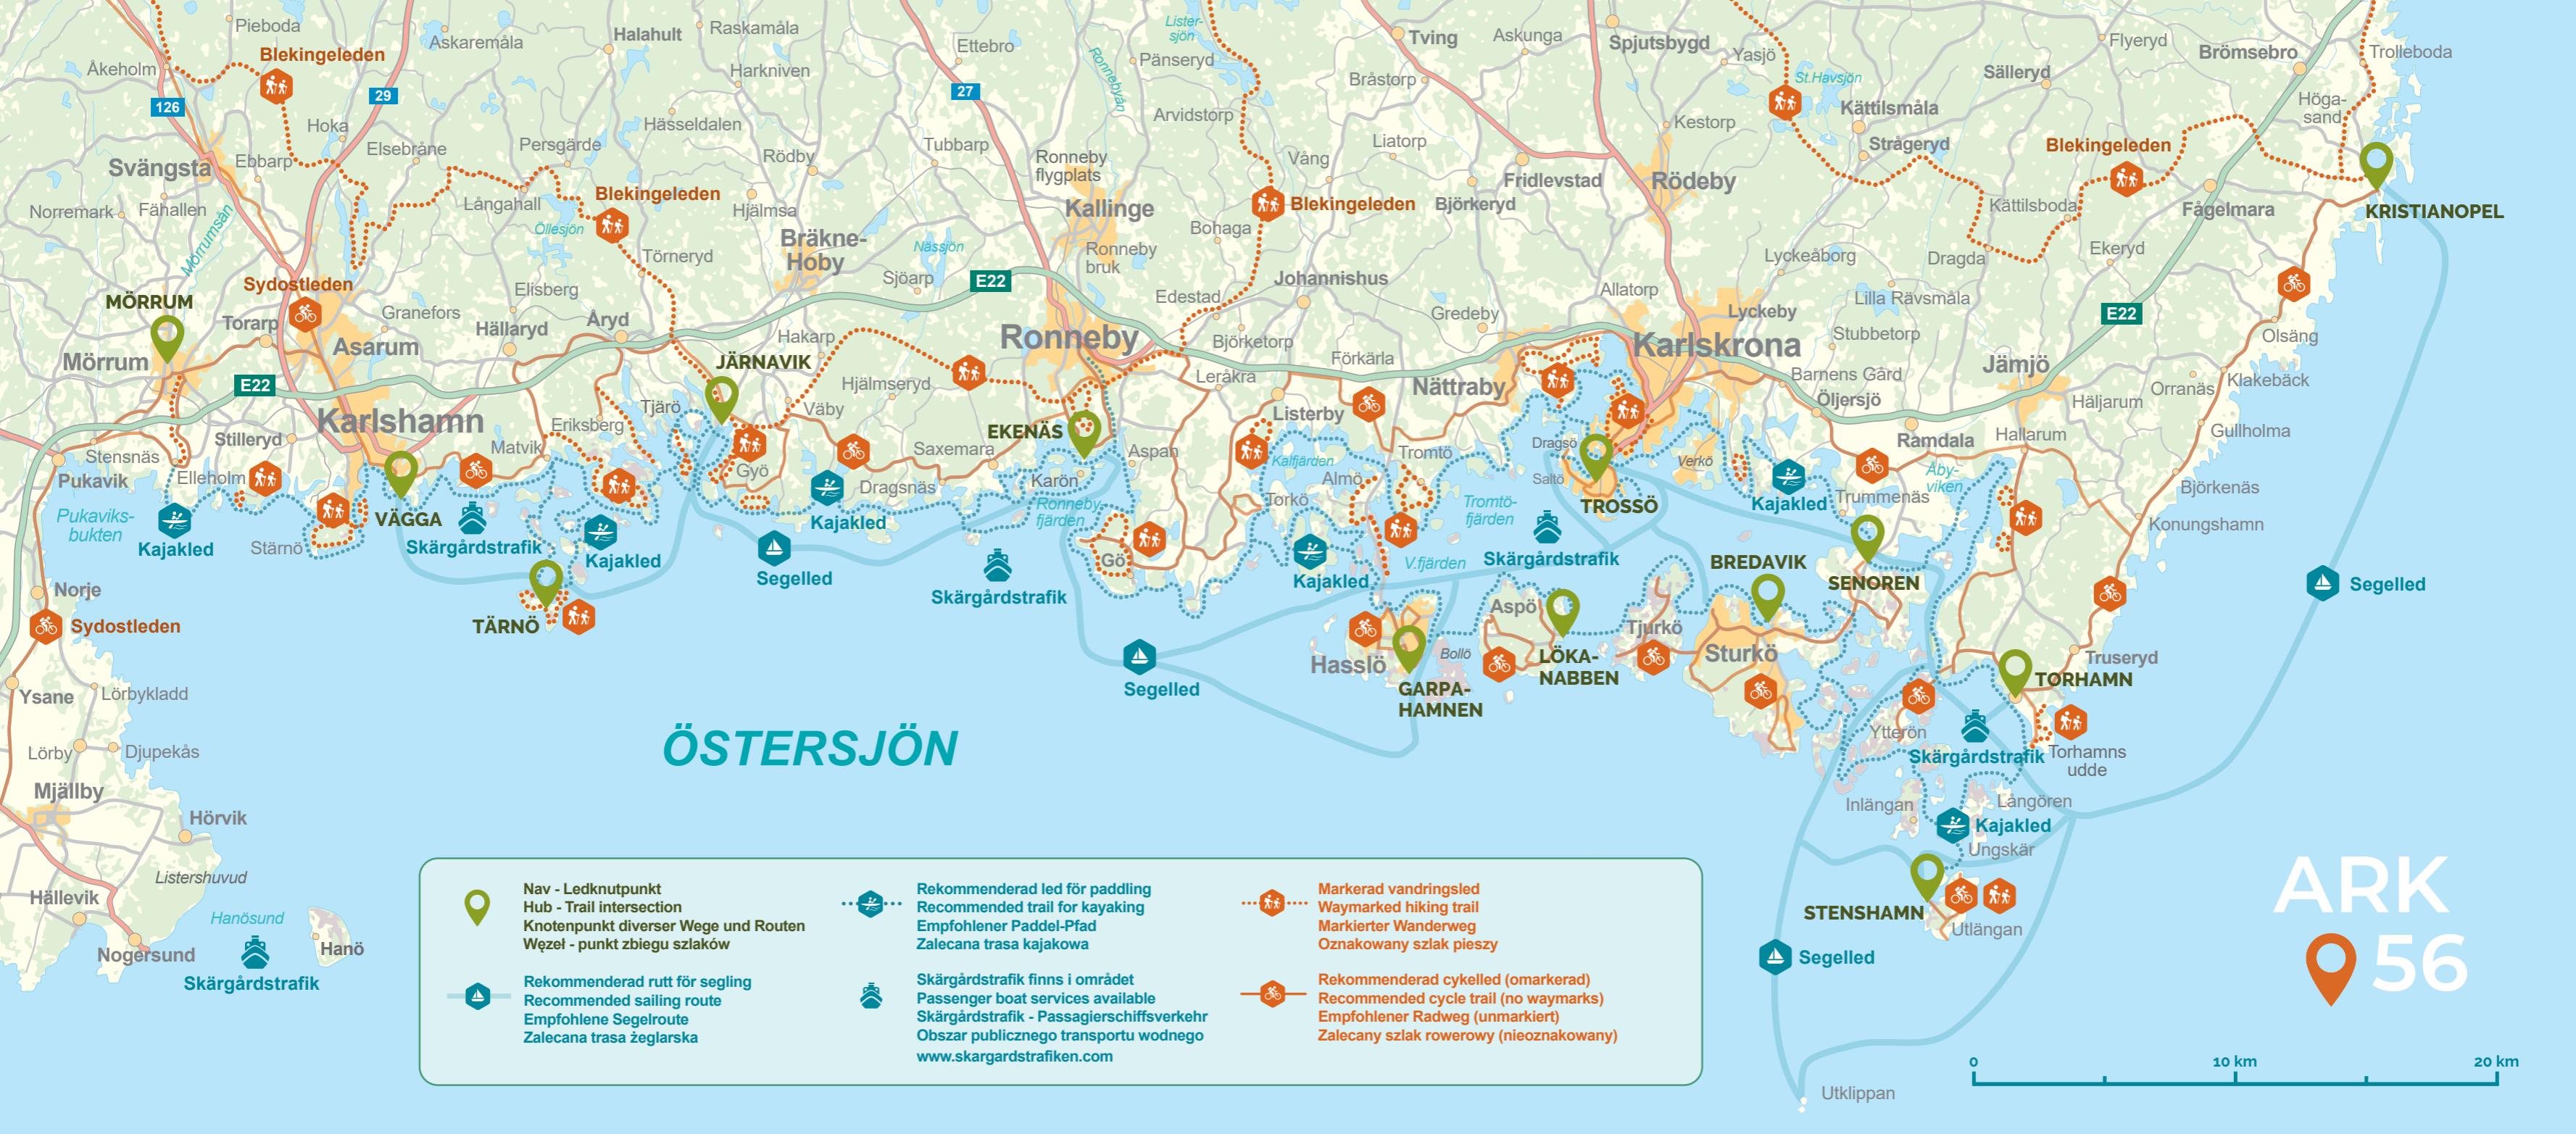 Pieboda
Blekingeleden
Åkeholm
126
29
Askaremåla
Halahult
Raskamåla
Harkniven
Ettebro
27
Ronnebyån
Lister-
sjön
Pänseryd
Arvidstorp
Tving
Askunga
Bråstorp
Spjutsbygd
Yasjö
St.Havsjön
Kättilsmåla
Strågeryd
Sälleryd
Flyeryd
Brömsebro
Trolleboda
Höga-
sand
Hoka
Elsebråne
Persgärde
Hässeldalen
Rödby
Tubbarp
Ronneby
flygplats
Vång
Liatorp
Kestorp
Fridlevstad
Rödeby
Blekingeleden
Svängsta
Ebbarp
Norremark
Fähallen
Mörrumsån
Långahall
Öllesjön
Blekingeleden
Hjälmsa
Törneryd
Bräkne-
Hoby
Nässjön
Sjöarp
E22
Kallinge
Ronneby
bruk
Bohaga
Blekingeleden
Björkeryd
Johannishus
Edestad
Lyckeåborg
Kättilsboda
Dragda
Ekeryd
Fågelmara
KRISTIANOPEL
Sydostleden
MÖRRUM
Torarp
Granefors
Elisberg
Hällaryd
Åryd
Asarum
Mörrum
E22
Hakarp
JÄRNAVIK
Hjälmseryd
Väby
Ronneby
Björketorp
Leråkra
Förkärla
Gredeby
Allatorp
Lyckeby
Karlskrona
Lilla Rävsmåla
Stubbetorp
E22
Olsäng
Jämjö
Barnens Gård
Öljersjö
Orranäs
Klakebäck
Häljarum
Gullholma
Karlshamn
Stilleryd
Stensnäs
Pukavik
Elleholm
Matvik
Eriksberg
Tjärö
Gyö
Saxemara
Dragsnäs
EKENÄS
Karön
Aspan
Listerby
Nättraby
Kalfjärden
Almö
Tromtö
Torkö
Dragsö
Saltö
TROSSÖ
Verkö
Ramdala
Hallarum
Åby-
viken
Trummenäs
Björkenäs
Konungshamn
Pukaviks-
bukten
Kajakled
Stärnö
VÄGGA
Skärgårdstrafik
Kajakled
Kajakled
Segelled
Ronneby-
fjärden
Skärgårdstrafik
Gö
Kajakled
V.fjärden
Tromtö-
fjärden
Skärgårdstrafik
Kajakled
BREDAVIK
SENOREN
Segelled
Norje
Sydostleden
TÄRNÖ
Segelled
Hasslö
GARPA-
HAMNEN
Bollö
Aspö
LÖKA-
NABBEN
Tjurkö
Sturkö
Truseryd
TORHAMN
Ysane
Lörbykladd
Lörby
Djupekås
Mjällby
Hörvik
ÖSTERSJÖN
Ytterön
Skärgårdstrafik
Torhamns
udde
Inlängan
Långören
Kajakled
Ungskär
STENSHAMN
Utlängan
Segelled
Utklippan
Listershuvud
Hällevik
Hanösund
Hanö
Nogersund
Skärgårdstrafik
Nav - Ledknutpunkt
Hub - Trail intersection
Knotenpunkt diverser Wege und Routen
Węzeł - punkt zbiegu szlaków
Rekommenderad rutt för segling
Recommended sailing route
Empfohlene Segelroute
Zalecana trasa żeglarska
Rekommenderad led för paddling
Recommended trail for kayaking
Empfohlener Paddel-Pfad
Zalecana trasa kajakowa
Skärgårdstrafik finns i området
Passenger boat services available
Skärgårdstrafik - Passagierschiffsverkehr
Obszar publicznego transportu wodnego
www.skargardstrafiken.com
Markerad vandringsled
Waymarked hiking trail
Markierter Wanderweg
Oznakowany szlak pieszy
Rekommenderad cykelled (omarkerad)
Recommended cycle trail (no waymarks)
Empfohlener Radweg (unmarkiert)
Zalecany szlak rowerowy (nieoznakowany)
ARK
56
0
10 km
20 km